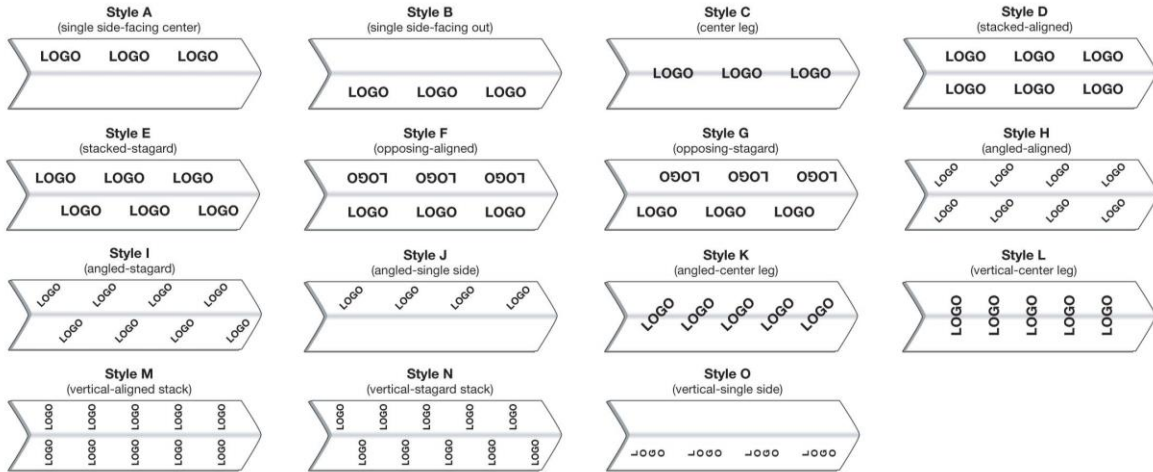 Style A
(single side-facing center)
LOGO LOGO LOGO
Style B
(single side-facing out)
LOGO LOGO LOGO
Style C
(center leg)
LOGO LOGO LOGO
Style D
(stacked-aligned)
LOGO LOGO LOGO
LOGO LOGO LOGO
Style E
(stacked-stagard)
LOGO LOGO LOGO
LOGO LOGO LOGO
Style F
(opposing-aligned)
LOGO LOGO LOGO
LOGO LOGO LOGO
Style G
(opposing-stagard)
LOGO LOGO LOGO
LOGO LOGO LOGO
Style H
(angled-aligned)
LOGO LOGO LOGO LOGO
LOGO LOGO LOGO LOGO
Style I
(angled-stagard)
LOGO LOGO LOGO LOGO
LOGO LOGO LOGO LOGO
Style J
(angled-single side)
LOGO LOGO LOGO LOGO
Style K
(angled-center leg)
LOGO LOGO LOGO LOGO LOGO
Style L
(vertical-center leg)
LOGO LOGO LOGO LOGO LOGO
Style M
(vertical-aligned stack)
LOGO LOGO LOGO LOGO LOGO
LOGO LOGO LOGO LOGO LOGO
Style N
(vertical-stagard stack)
LOGO LOGO LOGO LOGO LOGO
LOGO LOGO LOGO LOGO LOGO
Style O
(vertical-single side)
LOGO LOGO LOGO LOGO